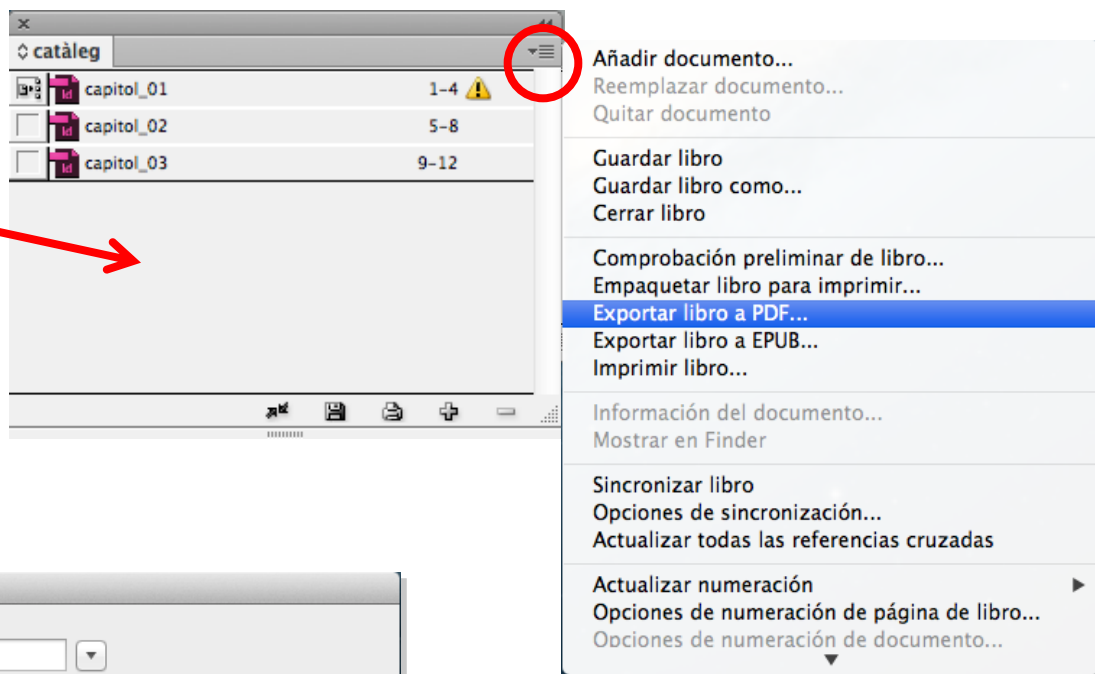 catàleg
capitol_01 1-4
capitol_02 5-8
capitol_03 9-12
Añadir documento...
Reemplazar documento...
Quitar documento
Guardar libro
Guardar libro como...
Cerrar libro
Comprobación preliminar de libro...
Empaquetar libro para imprimir...
Exportar libro a PDF...
Exportar libro a EPUB...
Imprimir libro...
Información del documento...
Mostrar en Finder
Sincronizar libro
Opciones de sincronización...
Actualizar todas las referencias cruzadas
Actualizar numeración
Opciones de numeración de página de libro...
Opciones de numeración de documento...